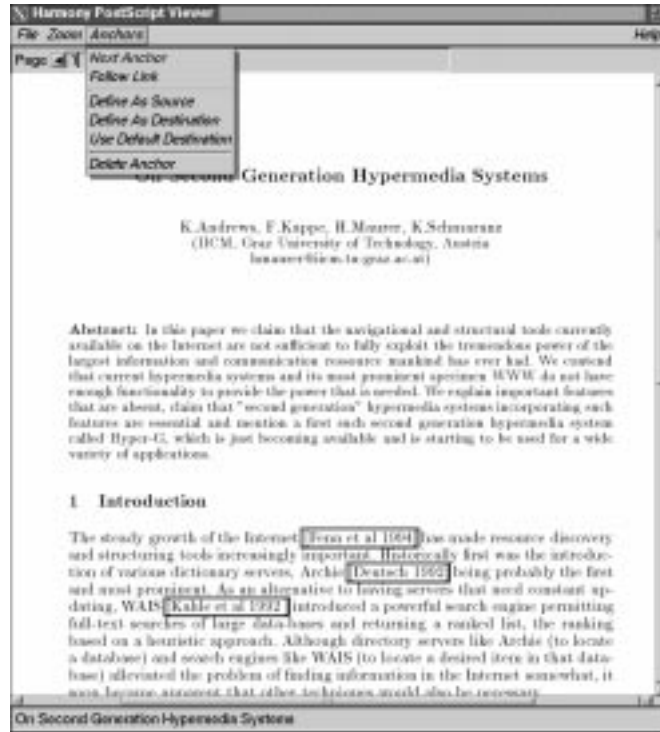 Harmony PostScript Viewer
File Zoom Anchors Help
Page 1
Next Anchor
Follow Link
Define As Source
Define As Destination
Use Default Destination
Delete Anchor
On Second Generation Hypermedia Systems
K.Andrews, F.Kappe, H.Maurer, K.Schmaranz
(IICM, Graz University of Technology, Austria
hmaurer@iicm.tu-graz.ac.at)
Abstract: In this paper we claim that the navigational and structural tools currently
available on the Internet are not sufficient to fully exploit the tremendous power of the
largest information and communication ressource mankind has ever had. We contend
that current hypermedia systems and its most prominent specimen WWW do not have
enough functionality to provide the power that is needed. We explain important features
that are absent, claim that "second generation" hypermedia systems incorporating such
features are essential and mention a first such second generation hypermedia system
called Hyper-G, which is just becoming available and is starting to be used for a wide
variety of applications.
1 Introduction
The steady growth of the Internet [Fenn et al 1994] has made resource discovery
and structuring tools increasingly important. Historically first was the introduc-
tion of various dictionary servers, Archie [Deutsch 1992] being probably the first
and most prominent. As an alternative to having servers that need constant up-
dating, WAIS [Kahle et al 1992] introduced a powerful search engine permitting
full-text searches of large data-bases and returning a ranked list, the ranking
based on a heuristic approach. Although directory servers like Archie (to locate
a database) and search engines like WAIS (to locate a desired item in that data-
base) alleviated the problem of finding information in the Internet somewhat, it
soon became apparent that other techniques would also be necessary
On Second Generation Hypermedia Systems